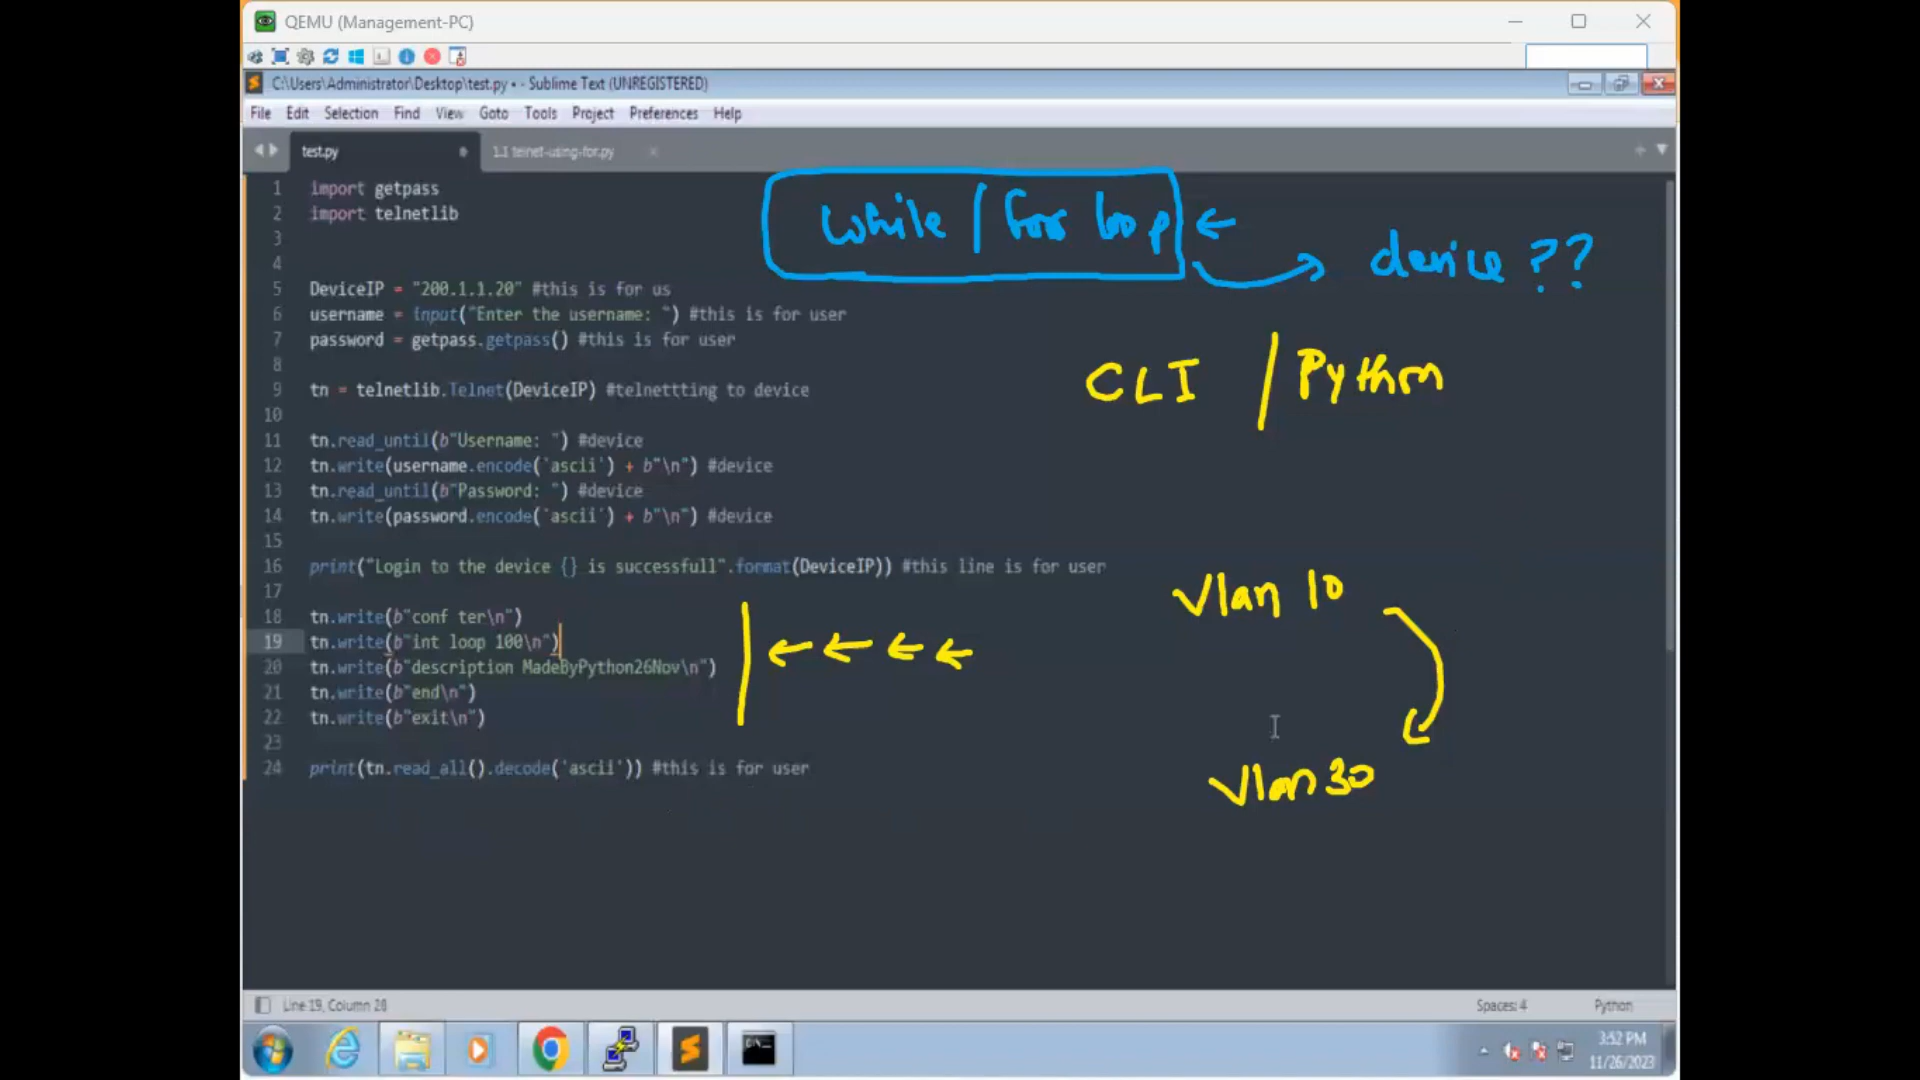 QEMU (Management-PC)
C:\Users\Administrator\Desktop\test.py • - Sublime Text (UNREGISTERED)
File Edit Selection Find View Goto Tools Project Preferences Help
test.py
1.1 telnet-using-for.py
while / for loop
device ??
CLI / Python
1 import getpass
2 import telnetlib
3
4
5 DeviceIP = "200.1.1.20" #this is for us
6 username = input("Enter the username: ") #this is for user
7 password = getpass.getpass() #this is for user
8
9 tn = telnetlib.Telnet(DeviceIP) #telnettting to device
10
11 tn.read_until(b"Username: ") #device
12 tn.write(username.encode('ascii') + b"\n") #device
13 tn.read_until(b"Password: ") #device
14 tn.write(password.encode('ascii') + b"\n") #device
15
16 print("Login to the device {} is successfull".format(DeviceIP)) #this line is for user
17
18 tn.write(b"conf ter\n")
19 tn.write(b"int loop 100\n")
20 tn.write(b"description MadeByPython26Nov\n")
21 tn.write(b"end\n")
22 tn.write(b"exit\n")
23
24 print(tn.read_all().decode('ascii')) #this is for user
Vlan 10
Vlan 30
Line 19, Column 28
Spaces: 4
Python
3:52 PM
11/26/2023